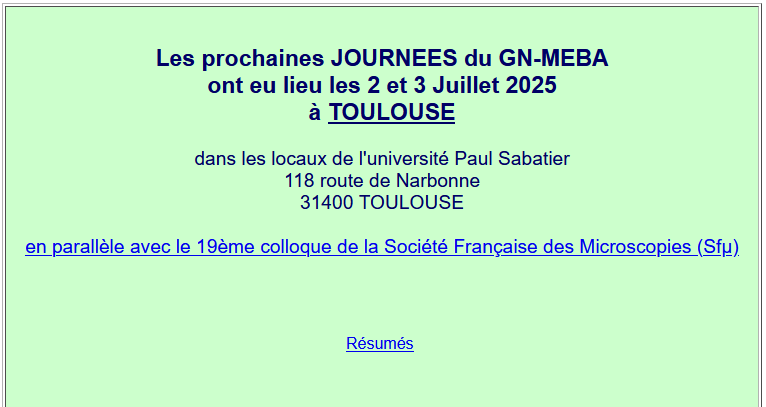 Les prochaines JOURNEES du GN-MEBA
ont eu lieu les 2 et 3 Juillet 2025
à TOULOUSE
dans les locaux de l'université Paul Sabatier
118 route de Narbonne
31400 TOULOUSE
en parallèle avec le 19ème colloque de la Société Française des Microscopies (Sfµ)
Résumés